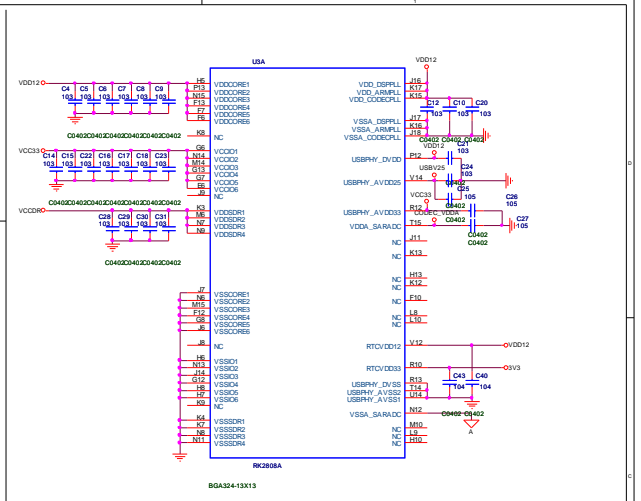 U3A
VDD12
VDD12
C4 C5 C6 C7 C8 C9
103 103 103 103 103 103
C0402C0402C0402C0402C0402C0402
H5 VDDCORE1
P13 VDDCORE2
N15 VDDCORE3
F13 VDDCORE4
F7 VDDCORE5
F6 VDDCORE6
K8 NC
VCC33
C14 C15 C22 C16 C17 C18 C23
103 103 103 103 103 103 103
C0402C0402C0402C0402C0402C0402C0402
G6 VCCIO1
N14 VCCIO2
M14 VCCIO3
G13 VCCIO4
G7 VCCIO5
E6 VCCIO6
J9 NC
VCCDR
C28 C29 C30 C31
103 103 103 103
C0402C0402C0402C0402
K3 VDDSDR1
M6 VDDSDR2
N7 VDDSDR3
N9 VDDSDR4
J7 VSSCORE1
N6 VSSCORE2
M15 VSSCORE3
F12 VSSCORE4
G8 VSSCORE5
J6 VSSCORE6
J8 NC
H6 VSSIO1
N13 VSSIO2
J14 VSSIO3
G12 VSSIO4
H8 VSSIO5
H7 VSSIO6
K9 NC
K4 VSSSDR1
K7 VSSSDR2
N8 VSSSDR3
N11 VSSSDR4
VDD_DSPPLL J16
VDD_ARMPLL K17
VDD_CODECPLL K15
C12 C10 C20
103 103 103
VSSA_DSPPLL J17
VSSA_ARMPLL K16
VSSA_CODECPLL J18
C0402 C0402 C0402
VDD12
C21
103
USBPHY_DVDD P12
USBV25
C24
103
USBPHY_AVDD25 V14
C0402
C25
105
VCC33
C26
105
C0402
USBPHY_AVDD33 R12
CODEC_VDDA
VDDA_SARADC T15
C27
105
C0402
C0402
NC J11
NC K13
NC H13
NC K12
NC F10
NC L8
NC L10
RTCVDD12 V12
VDD12
RTCVDD33 R10
3V3
C43 C40
104 104
USBPHY_DVSS R13
USBPHY_AVSS2 T14
USBPHY_AVSS1 U14
C0402 C0402
VSSA_SARADC N12
A
NC M10
NC L9
NC H10
RK2808A
BGA324-13X13
D
C